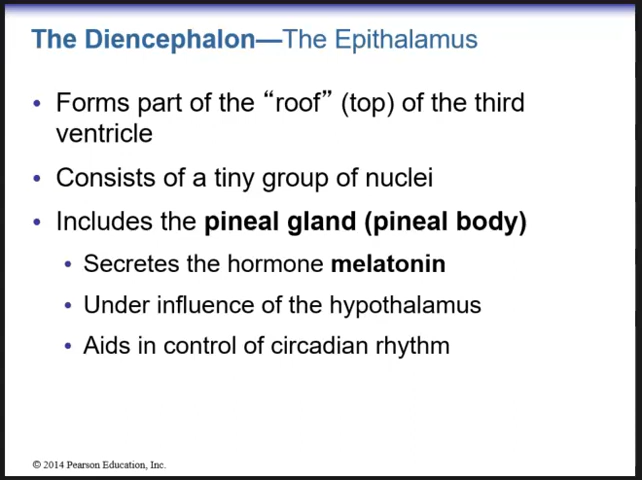 The Diencephalon—The Epithalamus
• Forms part of the “roof” (top) of the third
ventricle
• Consists of a tiny group of nuclei
• Includes the pineal gland (pineal body)
• Secretes the hormone melatonin
• Under influence of the hypothalamus
• Aids in control of circadian rhythm
© 2014 Pearson Education, Inc.